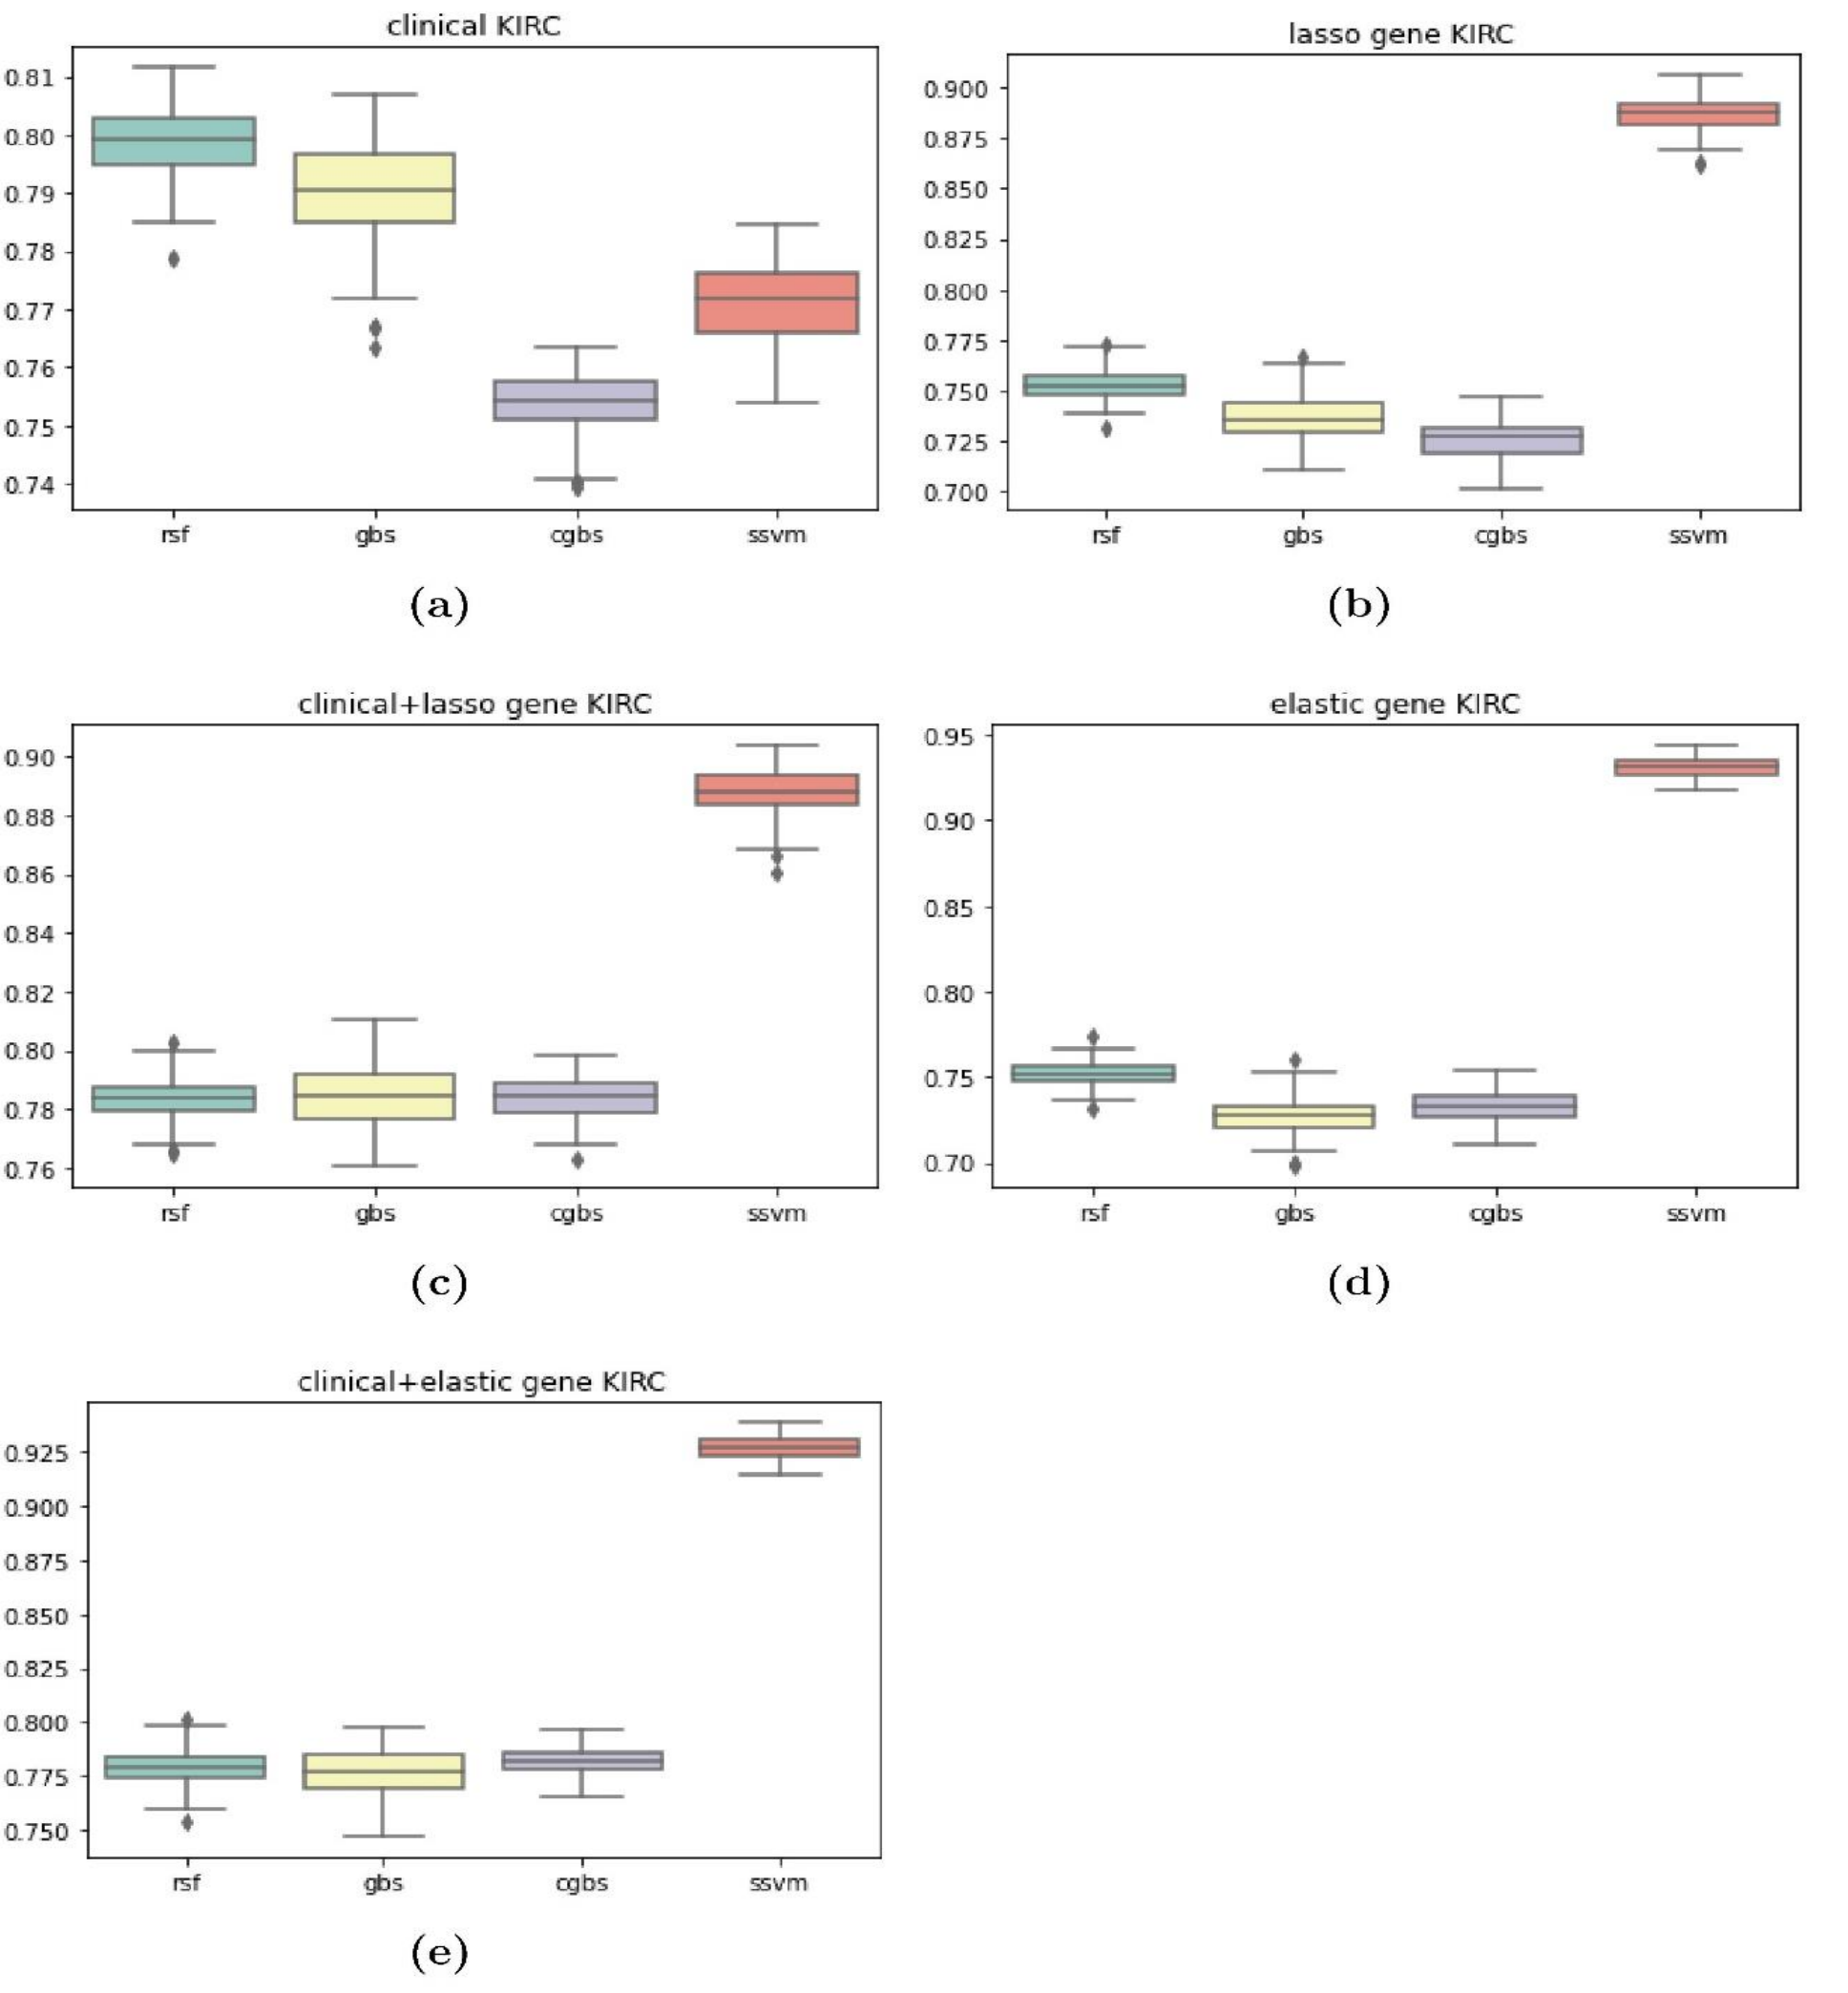 clinical KIRC
0.81
0.80
0.79
0.78
0.77
0.76
0.75
0.74
rsf gbs cgbs ssvm
(a)
lasso gene KIRC
0.900
0.875
0.850
0.825
0.800
0.775
0.750
0.725
0.700
rsf gbs cgbs ssvm
(b)
clinical+lasso gene KIRC
0.90
0.88
0.86
0.84
0.82
0.80
0.78
0.76
rsf gbs cgbs ssvm
(c)
elastic gene KIRC
0.95
0.90
0.85
0.80
0.75
0.70
rsf gbs cgbs ssvm
(d)
clinical+elastic gene KIRC
0.925
0.900
0.875
0.850
0.825
0.800
0.775
0.750
rsf gbs cgbs ssvm
(e)